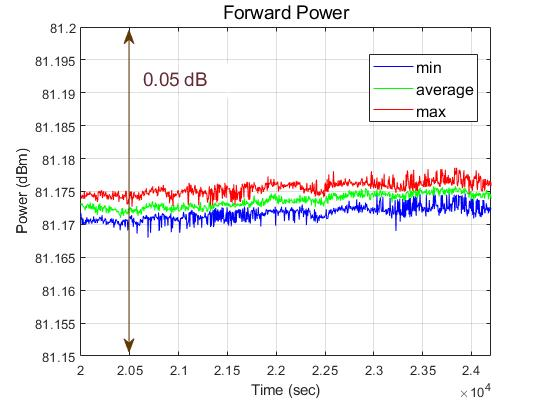 Forward Power
81.2
81.195
81.19
81.185
81.18
81.175
81.17
81.165
81.16
81.155
81.15
Power (dBm)
0.05 dB
min
average
max
2 2.05 2.1 2.15 2.2 2.25 2.3 2.35 2.4
Time (sec)
×10⁴